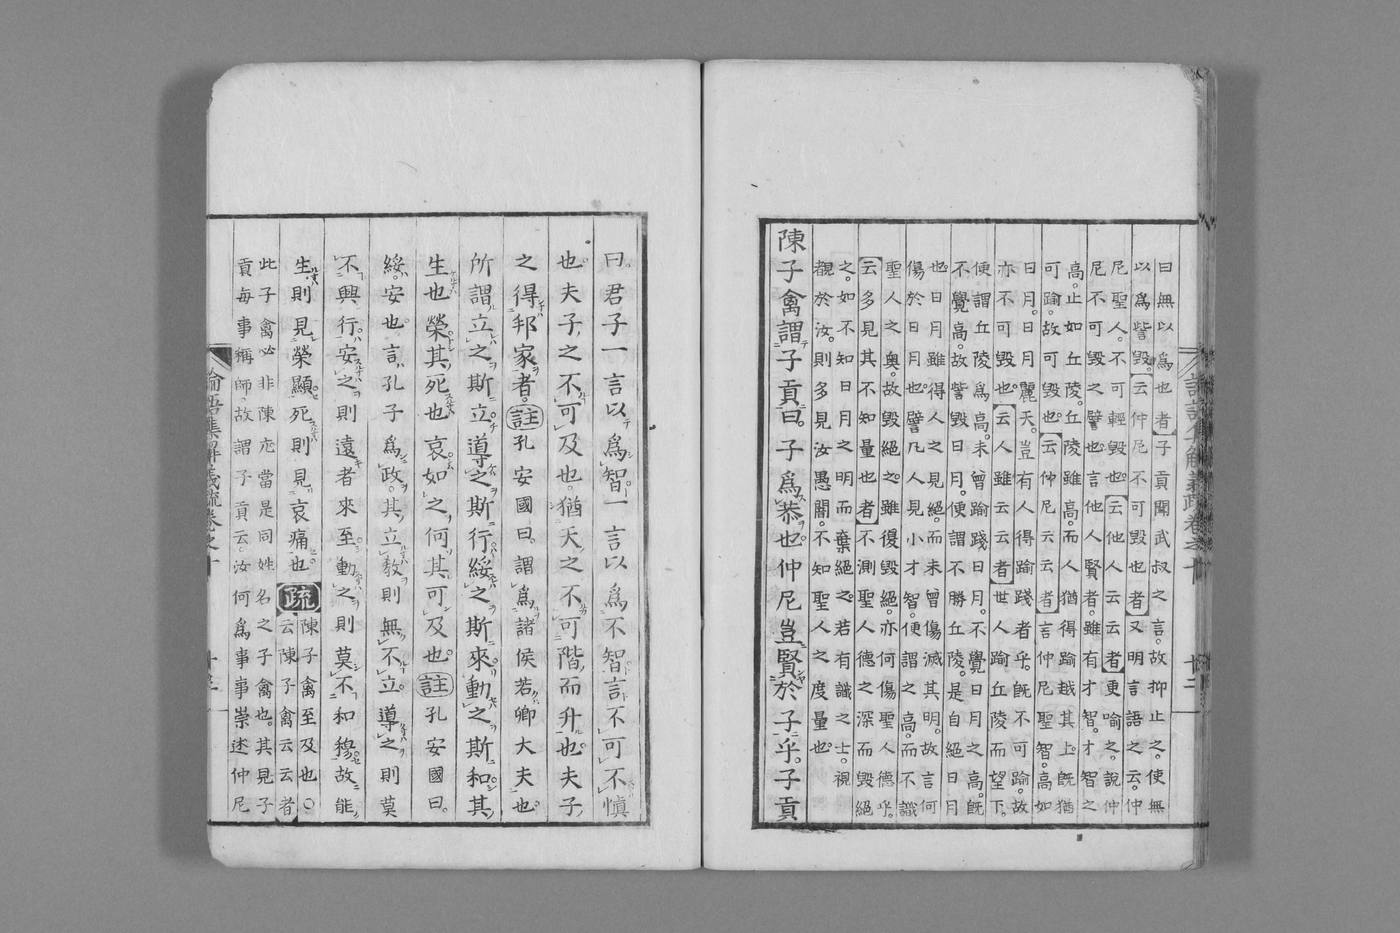 曰無以爲也者子貢聞武叔之言故抑止之使無
以爲訾毀云仲尼不可毀也者又明言語之云仲
尼聖人不可輕毀也云他人云云者更喻之說仲
尼不可毀之譬也言他人賢者雖有才智才智之
高止如丘陵丘陵雖高而人猶得踰越其上既猶
可踰故可毀也云仲尼云云者言仲尼聖智高如
日月日月麗天豈有人得踰踐者乎既不可踰故
亦不可毀也云人雖云云者世人踰丘陵而望下
便謂丘陵爲高未曾踰踐日月不覺日月之高既
不覺高故訾毀日月便謂不勝丘陵是自絕日月
也日月雖得人之見絕而未曾傷滅其明故言何
傷於日月也譬凡人見小才智便謂之高而不識
聖人之奧故毀絕之雖復毀絕亦何傷聖人德乎
云多見其不知量也者不測聖人德之深而毀絕
之如不知日月之明而棄絕之若有識之士視
觀於汝則多見汝愚闇不知聖人之度量也
陳子禽謂子貢曰子爲恭也仲尼豈賢於子乎子貢
曰君子一言以爲智一言以爲不智言不可不愼
也夫子之不可及也猶天之不可階而升也夫子
之得邦家者註孔安國曰謂爲諸侯若卿大夫也
所謂立之斯立導之斯行綏之斯來動之斯和其
生也榮其死也哀如之何其可及也註孔安國曰
綏安也言孔子爲政其立敎則無不立導之則莫
不興行安之則遠者來至動之則莫不和穆故能
生則見榮顯死則見哀痛也疏陳子禽至及也〇
云陳子禽云云者
此子禽必非陳亢當是同姓名之子禽也其見子
貢每事稱師故謂子貢云汝何爲事事崇述仲尼
論語集解義疏卷之十